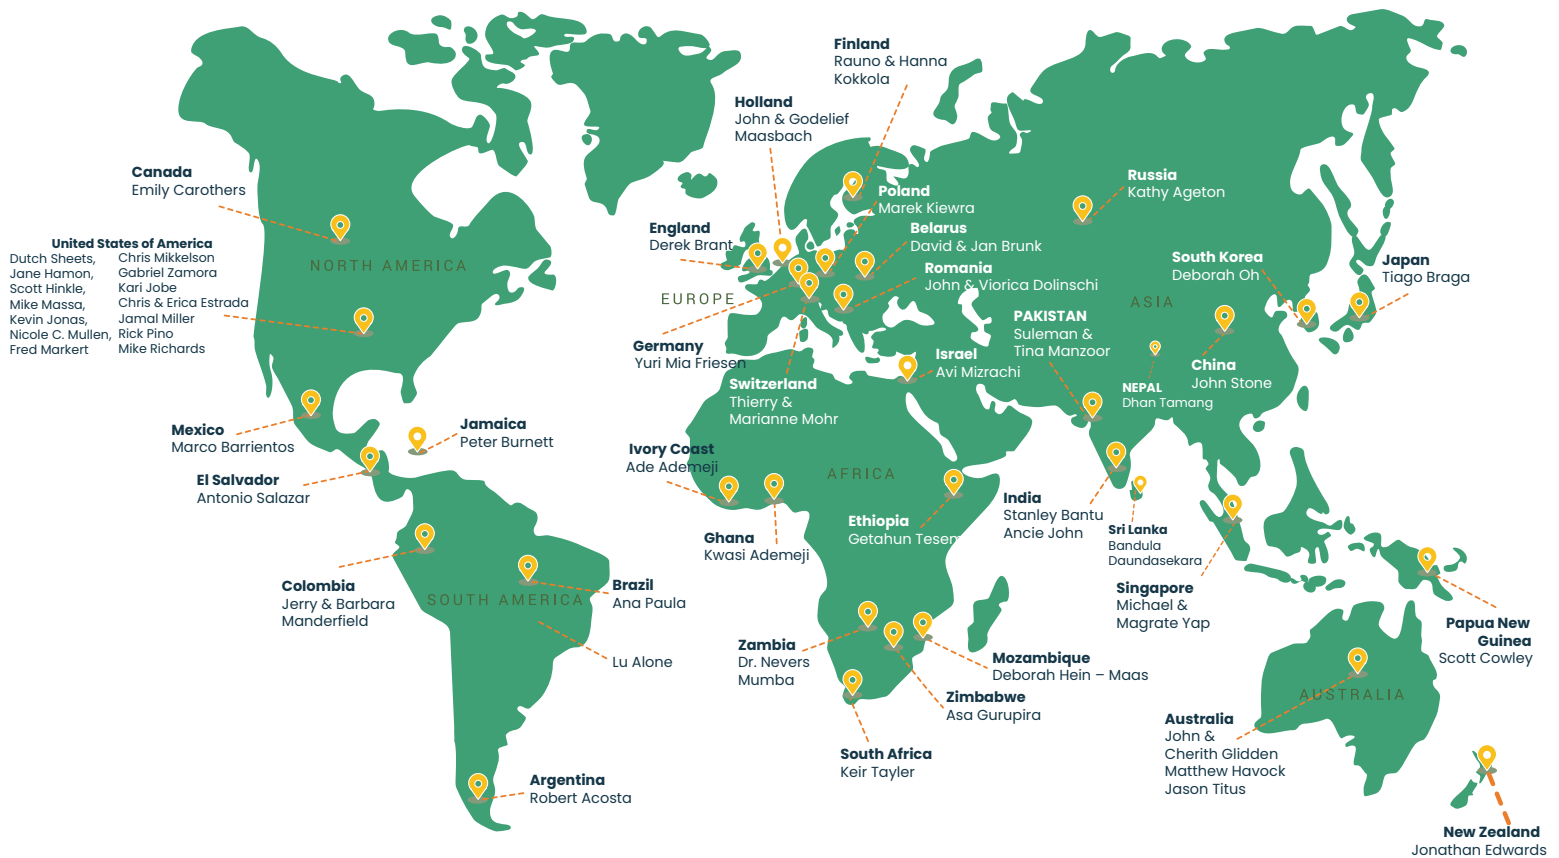 Finland
Rauno & Hanna
Kokkola
Holland
John & Godelief
Maasbach
Canada
Emily Carothers
Poland
Marek Kiewra
Russia
Kathy Ageton
England
Derek Brant
Belarus
David & Jan Brunk
United States of America
Dutch Sheets,
Jane Hamon,
Scott Hinkle,
Mike Massa,
Kevin Jonas,
Nicole C. Mullen,
Fred Markert
Chris Mikkelson
Gabriel Zamora
Kari Jobe
Chris & Erica Estrada
Jamal Miller
Rick Pino
Mike Richards
NORTH AMERICA
EUROPE
Romania
John & Viorica Dolinschi
ASIA
South Korea
Deborah Oh
Japan
Tiago Braga
PAKISTAN
Suleman &
Tina Manzoor
Germany
Yuri Mia Friesen
Israel
Avi Mizrachi
China
John Stone
NEPAL
Dhan Tamang
Switzerland
Thierry &
Marianne Mohr
Mexico
Marco Barrientos
Jamaica
Peter Burnett
El Salvador
Antonio Salazar
Ivory Coast
Ade Ademeji
AFRICA
Ethiopia
Getahun Tesem
India
Stanley Bantu
Ancie John
Sri Lanka
Bandula
Daundasekara
Ghana
Kwasi Ademeji
Singapore
Michael &
Magrate Yap
Colombia
Jerry & Barbara
Manderfield
SOUTH AMERICA
Brazil
Ana Paula
Lu Alone
Papua New
Guinea
Scott Cowley
Zambia
Dr. Nevers
Mumba
Mozambique
Deborah Hein – Maas
Zimbabwe
Asa Gurupira
South Africa
Keir Tayler
AUSTRALIA
Australia
John &
Cherith Glidden
Matthew Havock
Jason Titus
Argentina
Robert Acosta
New Zealand
Jonathan Edwards